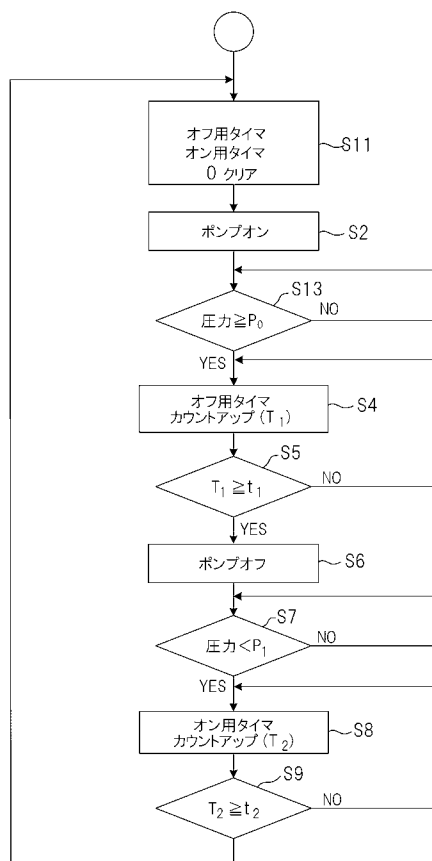 オフ用タイマ
オン用タイマ
0 クリア
S11
ポンプオン
S2
S13
圧力≧P₀
NO
YES
オフ用タイマ
カウントアップ(T₁)
S4
S5
T₁≧t₁
NO
YES
ポンプオフ
S6
S7
圧力<P₁
NO
YES
オン用タイマ
カウントアップ(T₂)
S8
S9
T₂≧t₂
NO